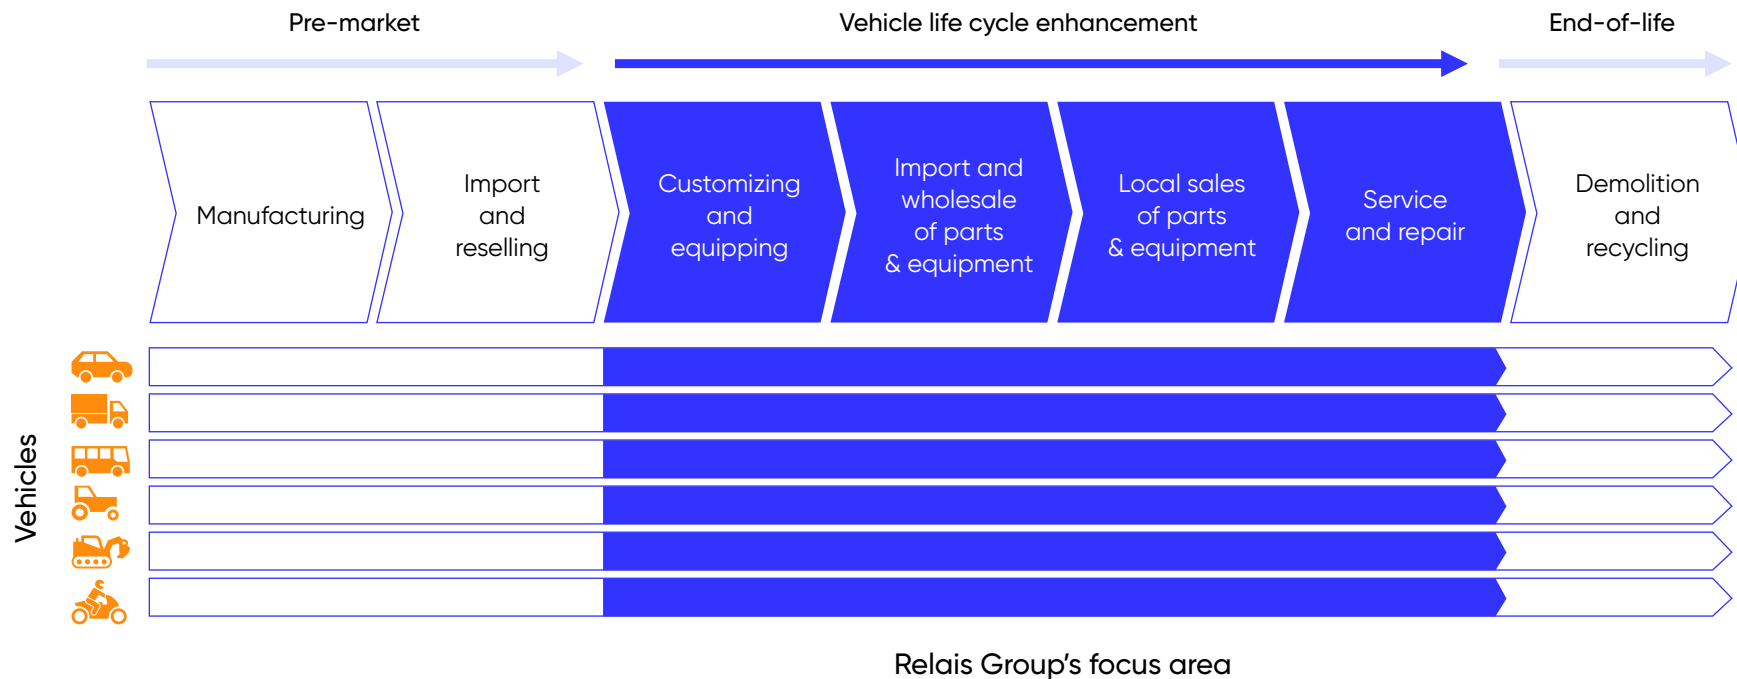 Pre-market
Vehicle life cycle enhancement
End-of-life
Manufacturing
Import
and
reselling
Customizing
and
equipping
Import and
wholesale
of parts
& equipment
Local sales
of parts
& equipment
Service
and repair
Demolition
and
recycling
Vehicles
Relais Group’s focus area